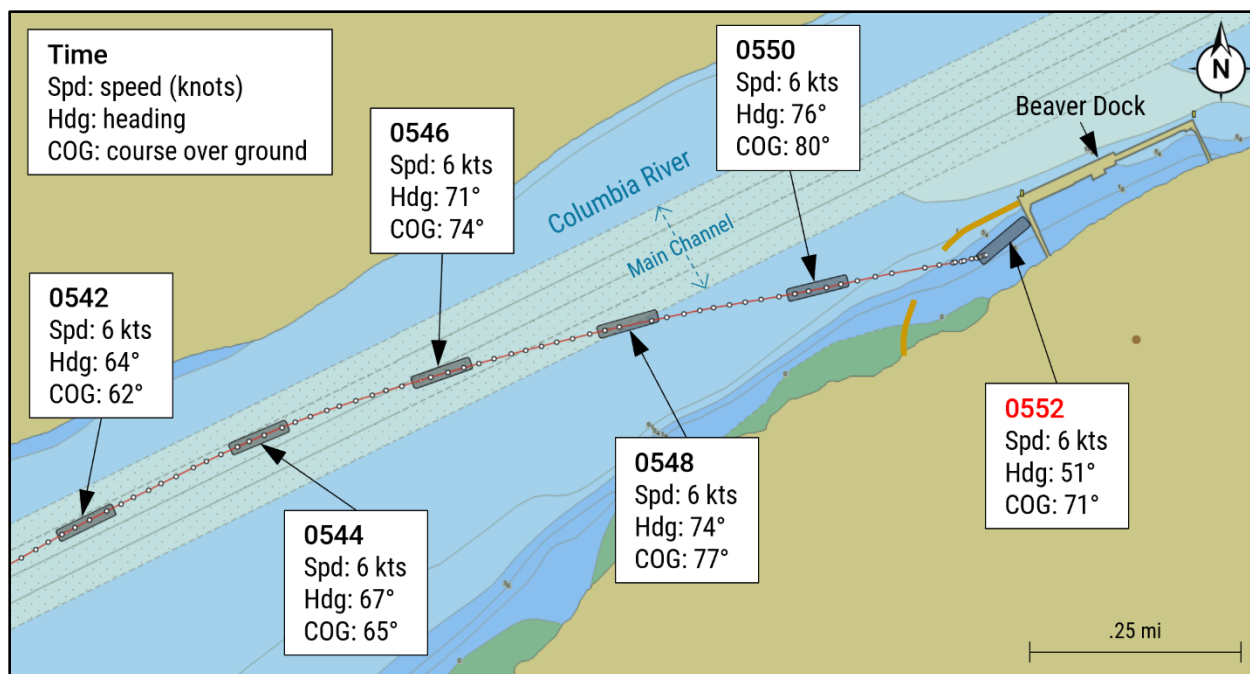 Time
Spd: speed (knots)
Hdg: heading
COG: course over ground
0550
Spd: 6 kts
Hdg: 76°
COG: 80°
N
Beaver Dock
0546
Spd: 6 kts
Hdg: 71°
COG: 74°
Columbia River
Main Channel
0542
Spd: 6 kts
Hdg: 64°
COG: 62°
0552
Spd: 6 kts
Hdg: 51°
COG: 71°
0548
Spd: 6 kts
Hdg: 74°
COG: 77°
0544
Spd: 6 kts
Hdg: 67°
COG: 65°
.25 mi